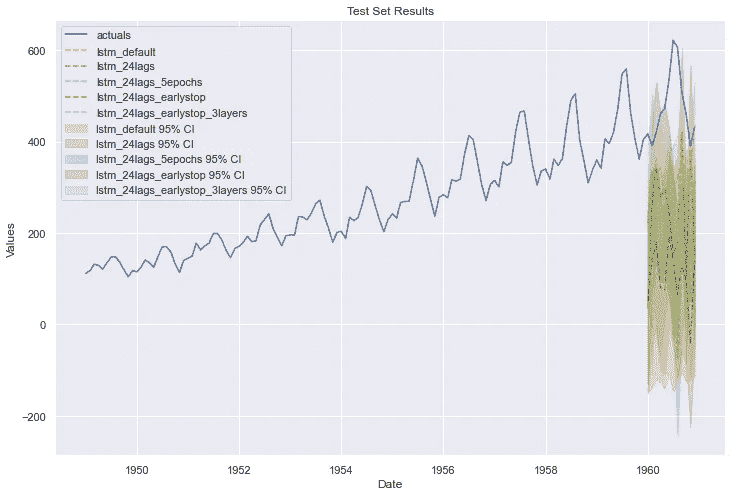 Test Set Results
actuals
lstm_default
lstm_24lags
lstm_24lags_5epochs
lstm_24lags_earlystop
lstm_24lags_earlystop_3layers
lstm_default 95% CI
lstm_24lags 95% CI
lstm_24lags_5epochs 95% CI
lstm_24lags_earlystop 95% CI
lstm_24lags_earlystop_3layers 95% CI
600
400
200
0
−200
Values
1950 1952 1954 1956 1958 1960
Date